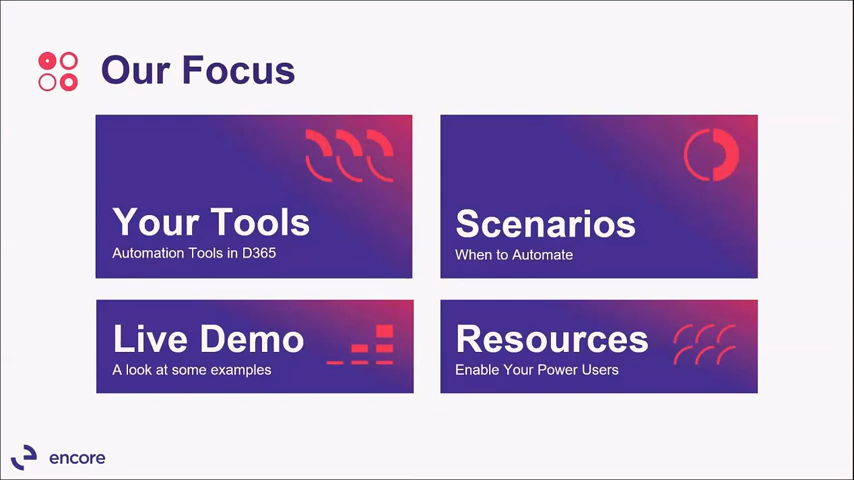 Our Focus
Your Tools
Automation Tools in D365
Scenarios
When to Automate
Live Demo
A look at some examples
Resources
Enable Your Power Users
encore